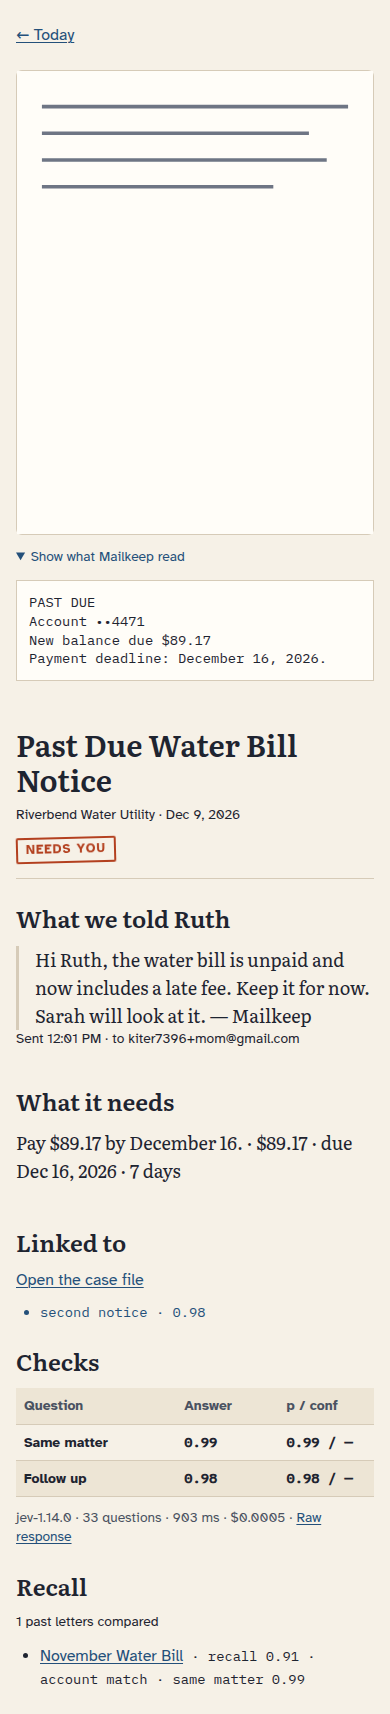 ← Today
▼ Show what Mailkeep read
PAST DUE
Account ••4471
New balance due $89.17
Payment deadline: December 16, 2026.
Past Due Water Bill
Notice
Riverbend Water Utility · Dec 9, 2026
NEEDS YOU
What we told Ruth
Hi Ruth, the water bill is unpaid and
now includes a late fee. Keep it for now.
Sarah will look at it. — Mailkeep
Sent 12:01 PM · to kiter7396+mom@gmail.com
What it needs
Pay $89.17 by December 16. · $89.17 · due
Dec 16, 2026 · 7 days
Linked to
Open the case file
• second notice · 0.98
Checks
Question Answer p / conf
Same matter 0.99 0.99 / —
Follow up 0.98 0.98 / —
jev-1.14.0 · 33 questions · 903 ms · $0.0005 · Raw
response
Recall
1 past letters compared
• November Water Bill · recall 0.91 ·
account match · same matter 0.99